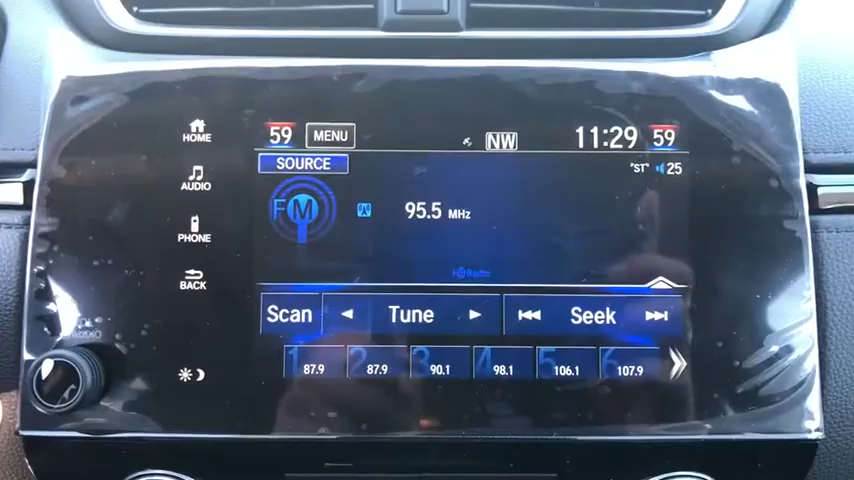 HOME
AUDIO
PHONE
BACK
59 MENU NW 11:29 59
SOURCE
"ST" 25
FM 95.5 MHz
Scan Tune Seek
1 87.9 2 87.9 3 90.1 4 98.1 5 106.1 6 107.9